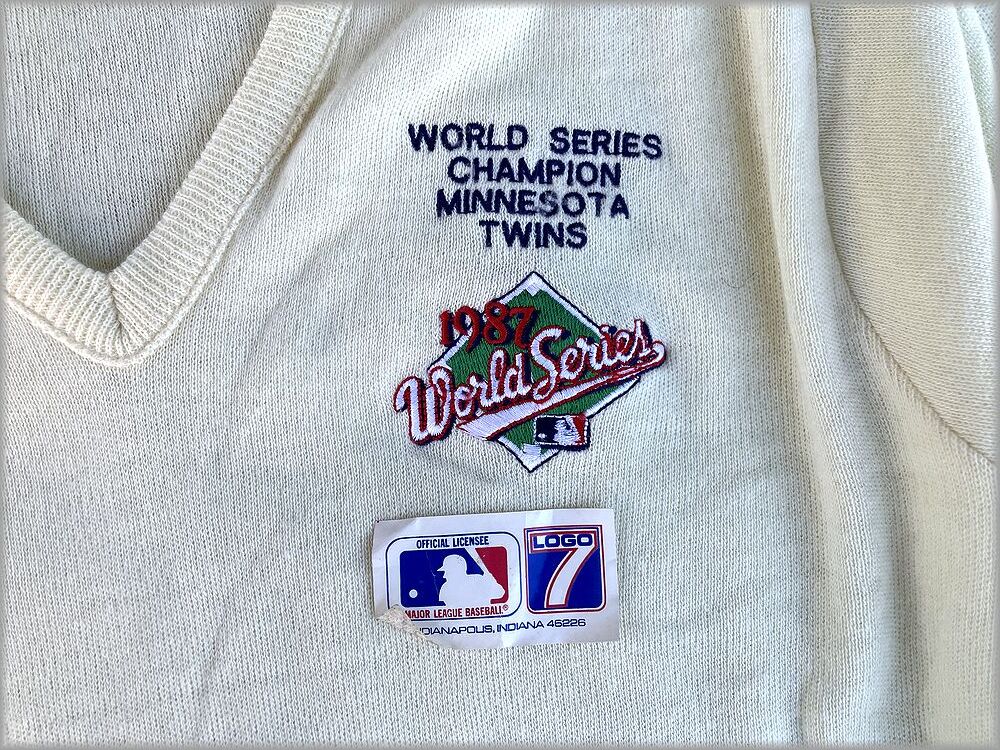 WORLD SERIES
CHAMPION
MINNESOTA
TWINS
1987
World Series
OFFICIAL LICENSEE
MAJOR LEAGUE BASEBALL®
LOGO
7
DIANAPOLIS, INDIANA 46226